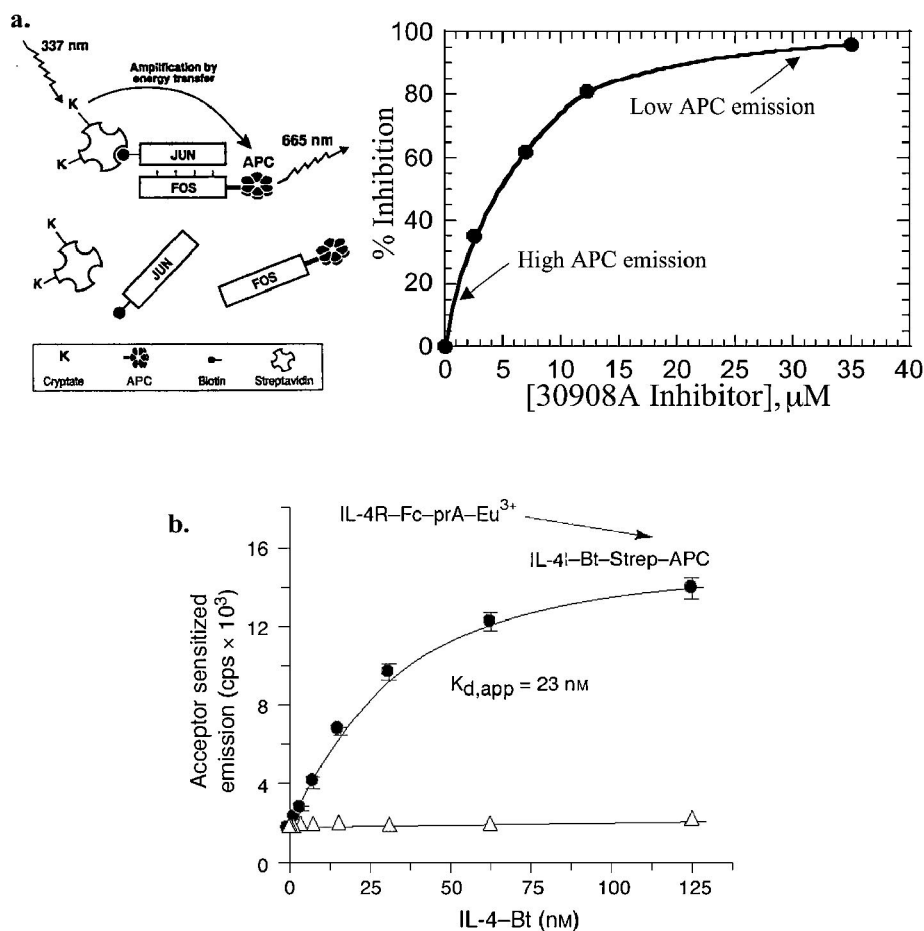 a.
337 nm
Amplification by
energy transfer
K
K
JUN
FOS
APC
665 nm
K
K
JUN
FOS
K
Cryptate
APC
Biotin
Streptavidin
% Inhibition
100
80
60
40
20
0
Low APC emission
High APC emission
0 5 10 15 20 25 30 35 40
[30908A Inhibitor], μM
b.
IL-4R–Fc–prA–Eu3+
IL-4–Bt–Strep–APC
Acceptor sensitized
emission (cps × 10³)
16
12
8
4
0
Kd,app = 23 nM
0 25 50 75 100 125
IL-4–Bt (nM)